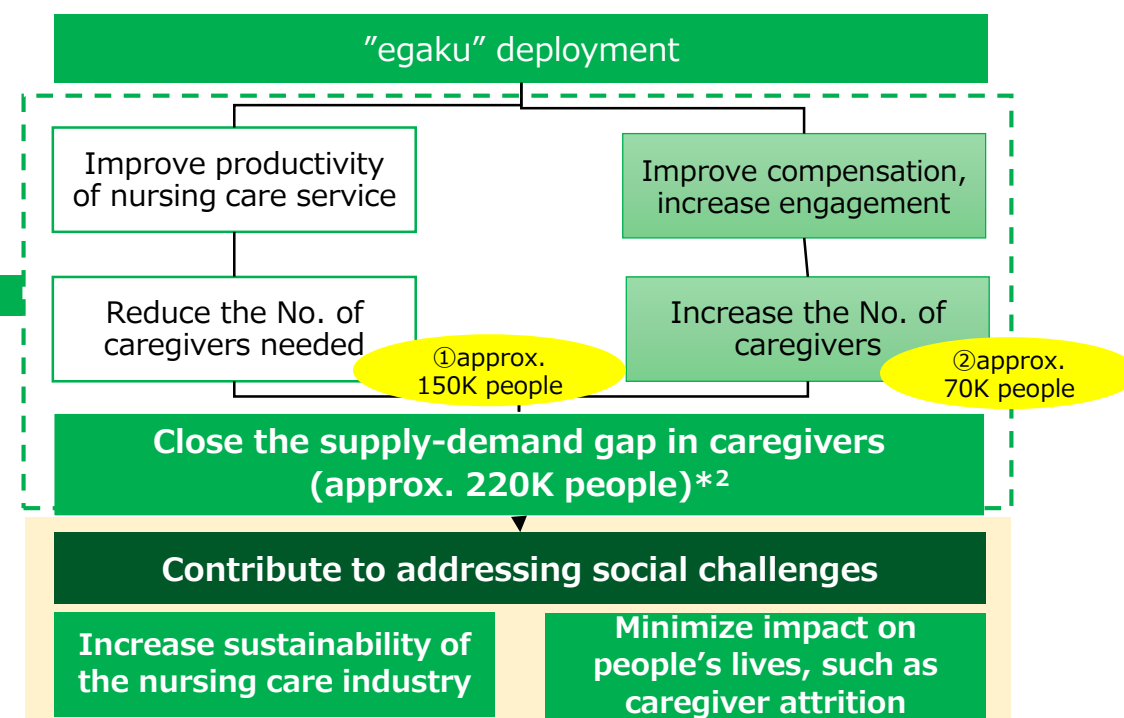 ”egaku” deployment
Improve productivity
of nursing care service
Improve compensation,
increase engagement
Reduce the No. of
caregivers needed
①approx.
150K people
Increase the No. of
caregivers
②approx.
70K people
Close the supply-demand gap in caregivers
(approx. 220K people)*²
Contribute to addressing social challenges
Increase sustainability of
the nursing care industry
Minimize impact on
people’s lives, such as
caregiver attrition